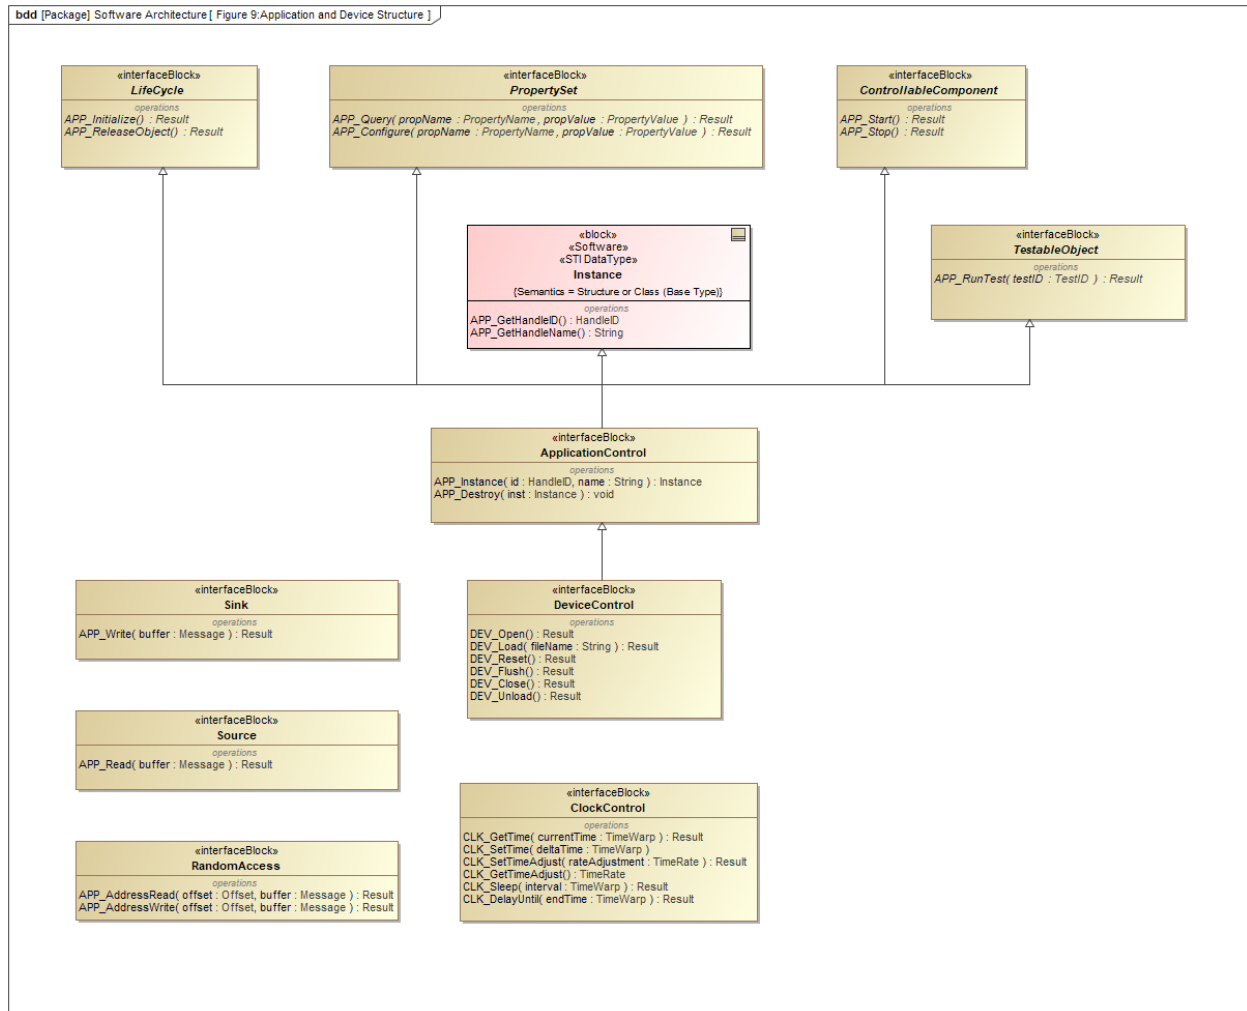 bdd [Package] Software Architecture [ Figure 9:Application and Device Structure ]
«interfaceBlock»
LifeCycle
operations
APP_Initialize() : Result
APP_ReleaseObject() : Result
«interfaceBlock»
PropertySet
operations
APP_Query( propName : PropertyName, propValue : PropertyValue ) : Result
APP_Configure( propName : PropertyName, propValue : PropertyValue ) : Result
«interfaceBlock»
ControllableComponent
operations
APP_Start() : Result
APP_Stop() : Result
«block»
«Software»
«STI DataType»
Instance
{Semantics = Structure or Class (Base Type)}
operations
APP_GetHandleID() : HandleID
APP_GetHandleName() : String
«interfaceBlock»
TestableObject
operations
APP_RunTest( testID : TestID ) : Result
«interfaceBlock»
ApplicationControl
operations
APP_Instance( id : HandleID, name : String ) : Instance
APP_Destroy( inst : Instance ) : void
«interfaceBlock»
Sink
operations
APP_Write( buffer : Message ) : Result
«interfaceBlock»
DeviceControl
operations
DEV_Open() : Result
DEV_Load( fileName : String ) : Result
DEV_Reset() : Result
DEV_Flush() : Result
DEV_Close() : Result
DEV_Unload() : Result
«interfaceBlock»
Source
operations
APP_Read( buffer : Message ) : Result
«interfaceBlock»
ClockControl
operations
CLK_GetTime( currentTime : TimeWarp ) : Result
CLK_SetTime( deltaTime : TimeWarp )
CLK_SetTimeAdjust( rateAdjustment : TimeRate ) : Result
CLK_GetTimeAdjust() : TimeRate
CLK_Sleep( interval : TimeWarp ) : Result
CLK_DelayUntil( endTime : TimeWarp ) : Result
«interfaceBlock»
RandomAccess
operations
APP_AddressRead( offset : Offset, buffer : Message ) : Result
APP_AddressWrite( offset : Offset, buffer : Message ) : Result